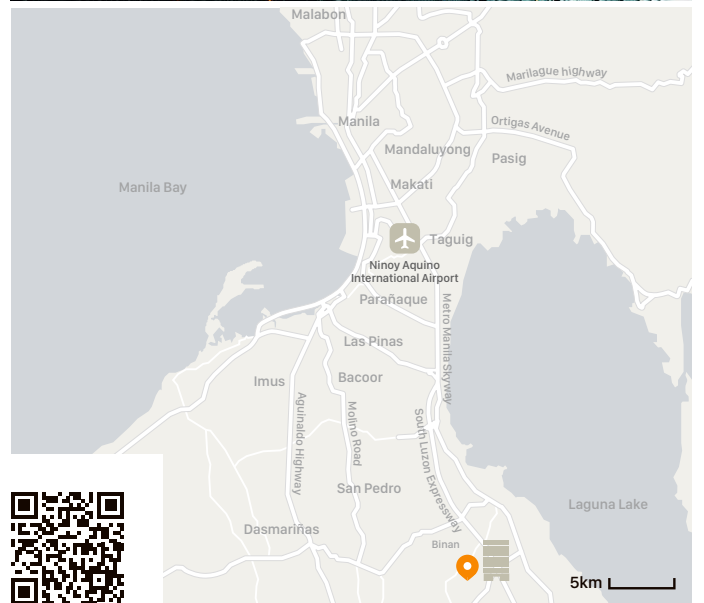 Malabon
Marilague highway
Manila
Ortigas Avenue
Mandaluyong
Pasig
Makati
Manila Bay
Taguig
Ninoy Aquino
International Airport
Parañaque
Metro Manila Skyway
Las Pinas
Imus
Bacoor
Aguinaldo Highway
Molino Road
South Luzon Expressway
San Pedro
Laguna Lake
Dasmariñas
Binan
5km